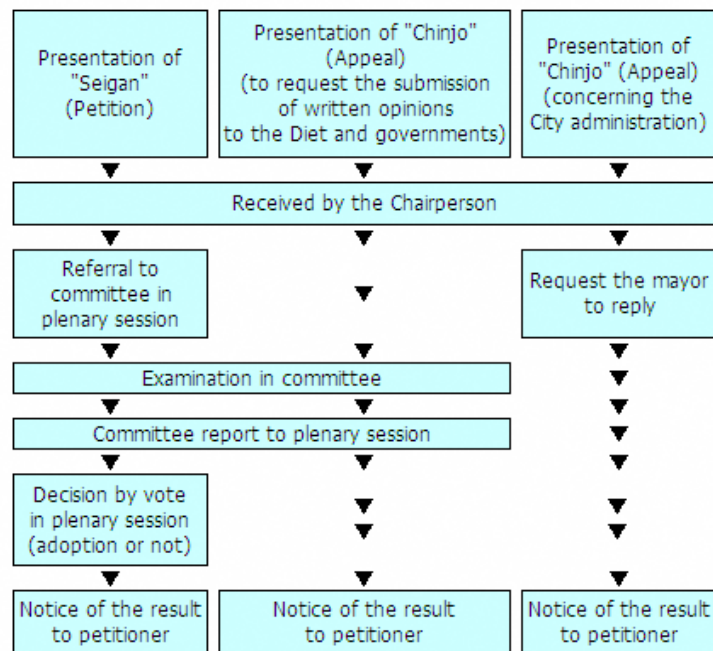 Presentation of
"Seigan"
(Petition)
Presentation of "Chinjo"
(Appeal)
(to request the submission
of written opinions
to the Diet and governments)
Presentation of
"Chinjo" (Appeal)
(concerning the
City administration)
Received by the Chairperson
Referral to
committee in
plenary session
Request the mayor
to reply
Examination in committee
Committee report to plenary session
Decision by vote
in plenary session
(adoption or not)
Notice of the result
to petitioner
Notice of the result
to petitioner
Notice of the result
to petitioner